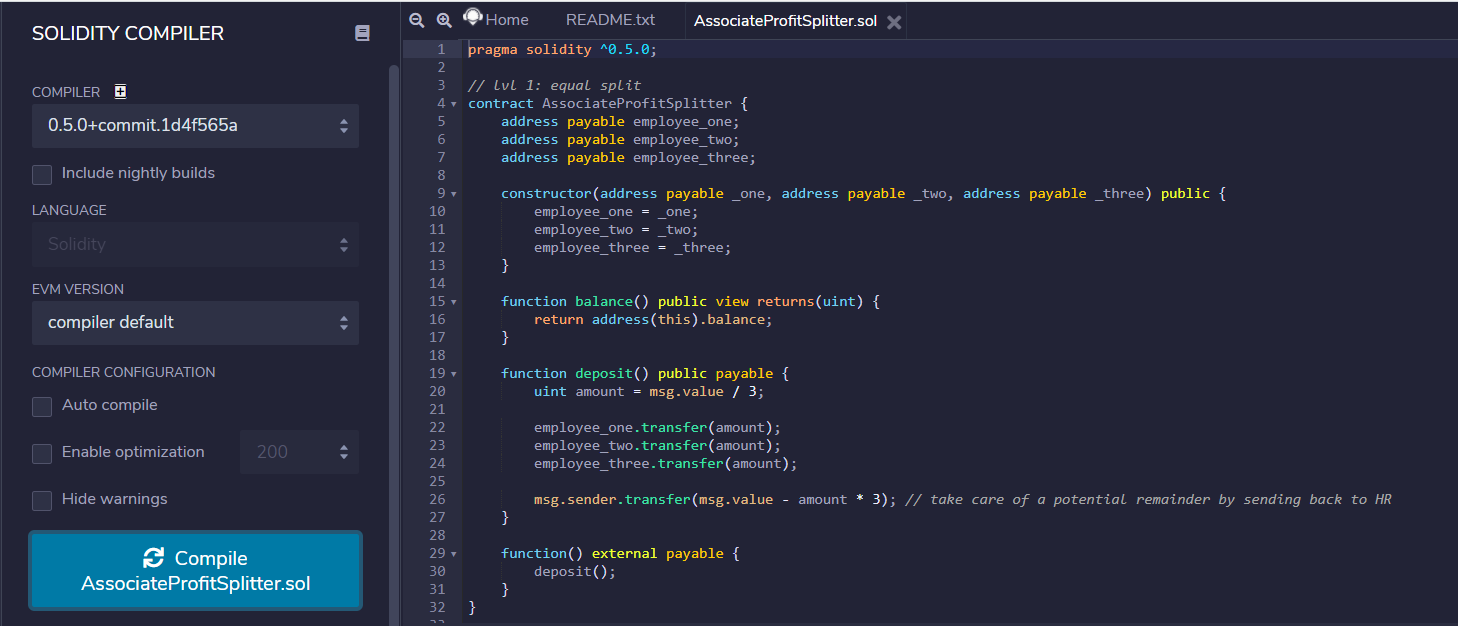 SOLIDITY COMPILER
COMPILER
0.5.0+commit.1d4f565a
Include nightly builds
LANGUAGE
Solidity
EVM VERSION
compiler default
COMPILER CONFIGURATION
Auto compile
Enable optimization 200
Hide warnings
Compile
AssociateProfitSplitter.sol
Home README.txt AssociateProfitSplitter.sol
1 pragma solidity ^0.5.0;
2
3 // lvl 1: equal split
4 contract AssociateProfitSplitter {
5     address payable employee_one;
6     address payable employee_two;
7     address payable employee_three;
8
9     constructor(address payable _one, address payable _two, address payable _three) public {
10         employee_one = _one;
11         employee_two = _two;
12         employee_three = _three;
13     }
14
15     function balance() public view returns(uint) {
16         return address(this).balance;
17     }
18
19     function deposit() public payable {
20         uint amount = msg.value / 3;
21
22         employee_one.transfer(amount);
23         employee_two.transfer(amount);
24         employee_three.transfer(amount);
25
26         msg.sender.transfer(msg.value - amount * 3); // take care of a potential remainder by sending back to HR
27     }
28
29     function() external payable {
30         deposit();
31     }
32 }